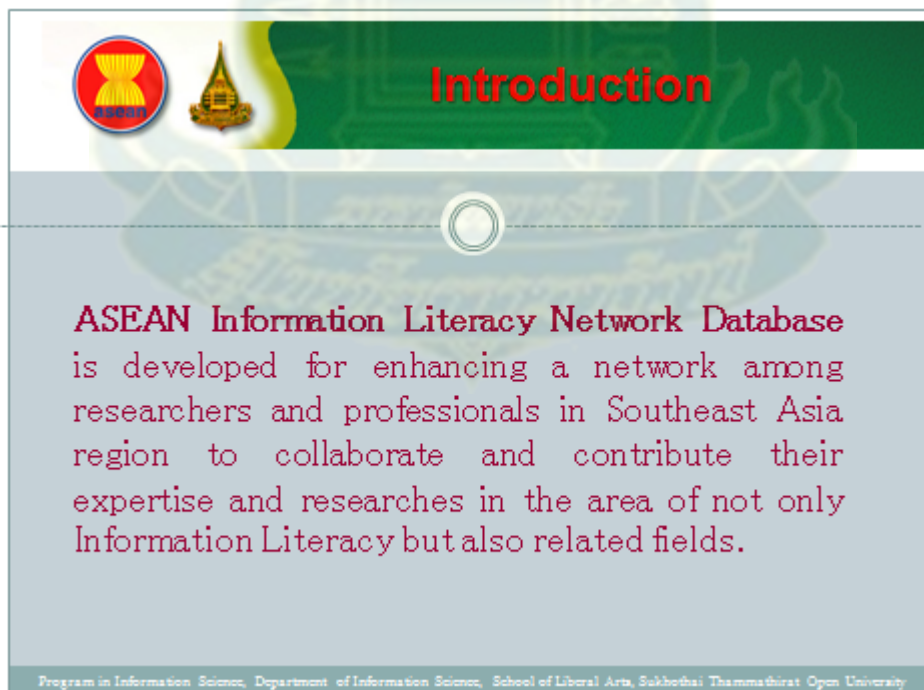 asean
Introduction
ASEAN Information Literacy Network Database
is developed for enhancing a network among
researchers and professionals in Southeast Asia
region to collaborate and contribute their
expertise and researches in the area of not only
Information Literacy but also related fields.
Program in Information Science, Department of Information Science, School of Liberal Arts, Sukhothai Thammathirat Open University